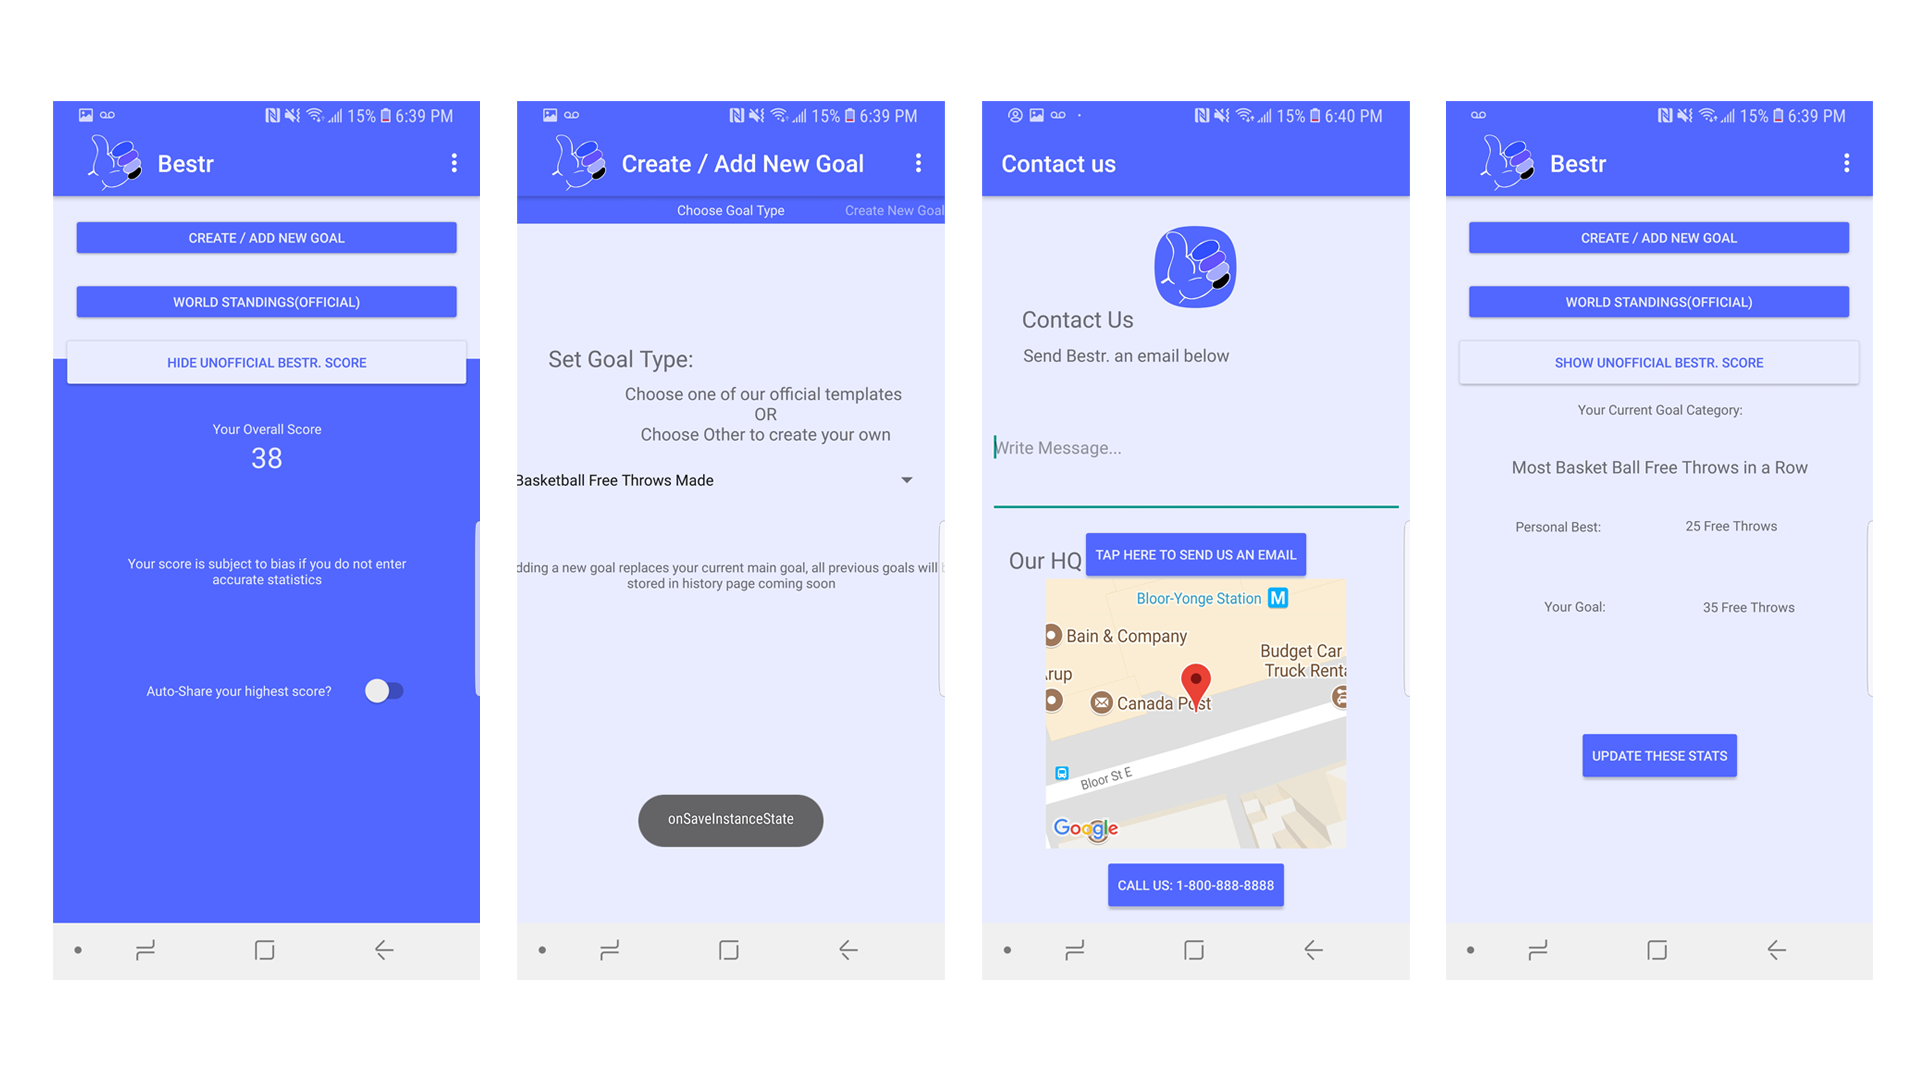 15% 6:39 PM
Bestr
CREATE / ADD NEW GOAL
WORLD STANDINGS(OFFICIAL)
HIDE UNOFFICIAL BESTR. SCORE
Your Overall Score
38
Your score is subject to bias if you do not enter
accurate statistics
Auto-Share your highest score?
15% 6:39 PM
Create / Add New Goal
Choose Goal Type
Create New Goal
Set Goal Type:
Choose one of our official templates
OR
Choose Other to create your own
Basketball Free Throws Made
dding a new goal replaces your current main goal, all previous goals will
stored in history page coming soon
onSaveInstanceState
15% 6:40 PM
Contact us
Contact Us
Send Bestr. an email below
Write Message...
Our HQ
TAP HERE TO SEND US AN EMAIL
Bloor-Yonge Station M
Bain & Company
Budget Car
Truck Renta
rup
Canada Post
Bloor St E
Google
CALL US: 1-800-888-8888
15% 6:39 PM
Bestr
CREATE / ADD NEW GOAL
WORLD STANDINGS(OFFICIAL)
SHOW UNOFFICIAL BESTR. SCORE
Your Current Goal Category:
Most Basket Ball Free Throws in a Row
Personal Best: 25 Free Throws
Your Goal: 35 Free Throws
UPDATE THESE STATS